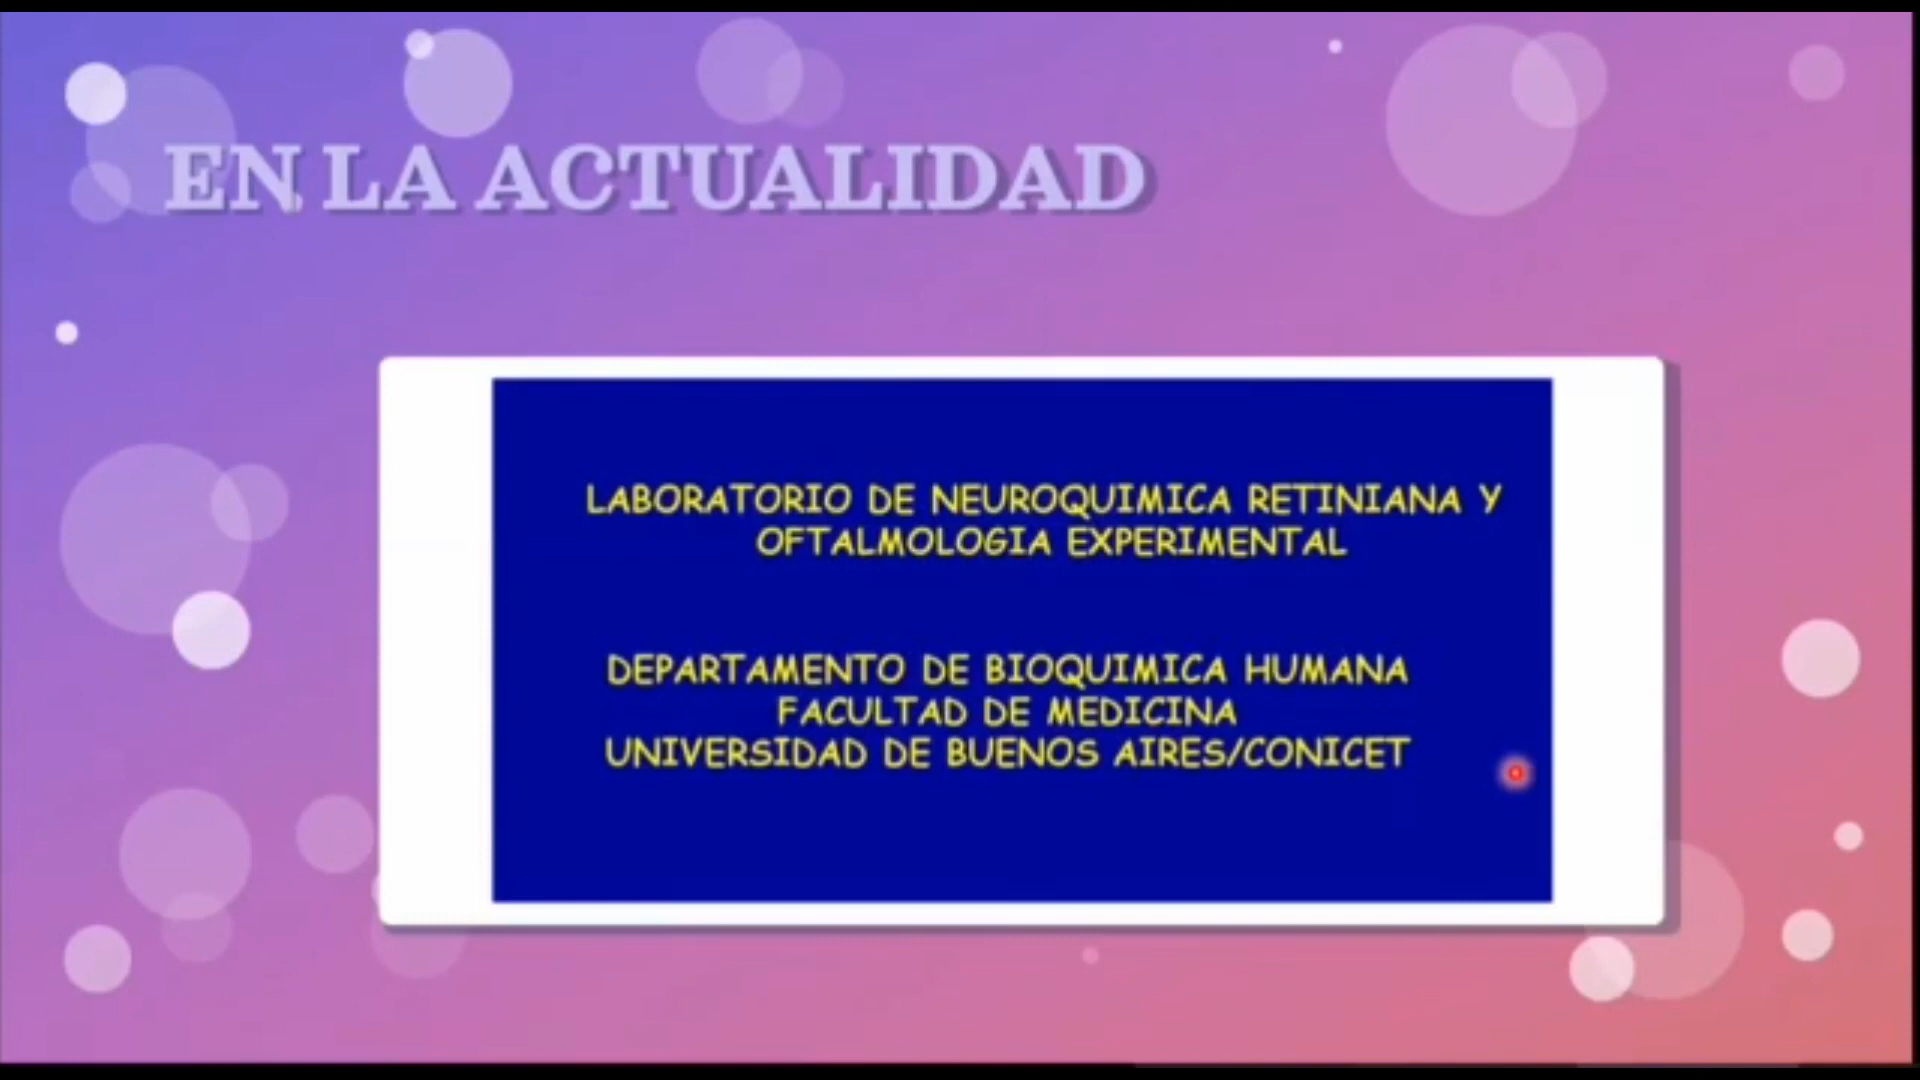 EN LA ACTUALIDAD
LABORATORIO DE NEUROQUIMICA RETINIANA Y
OFTALMOLOGIA EXPERIMENTAL
DEPARTAMENTO DE BIOQUIMICA HUMANA
FACULTAD DE MEDICINA
UNIVERSIDAD DE BUENOS AIRES/CONICET